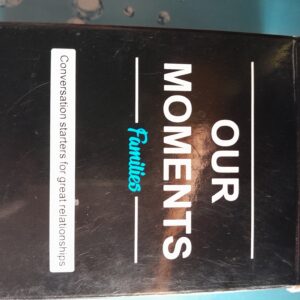 OUR
MOMENTS
Families
Conversation starters for great relationships